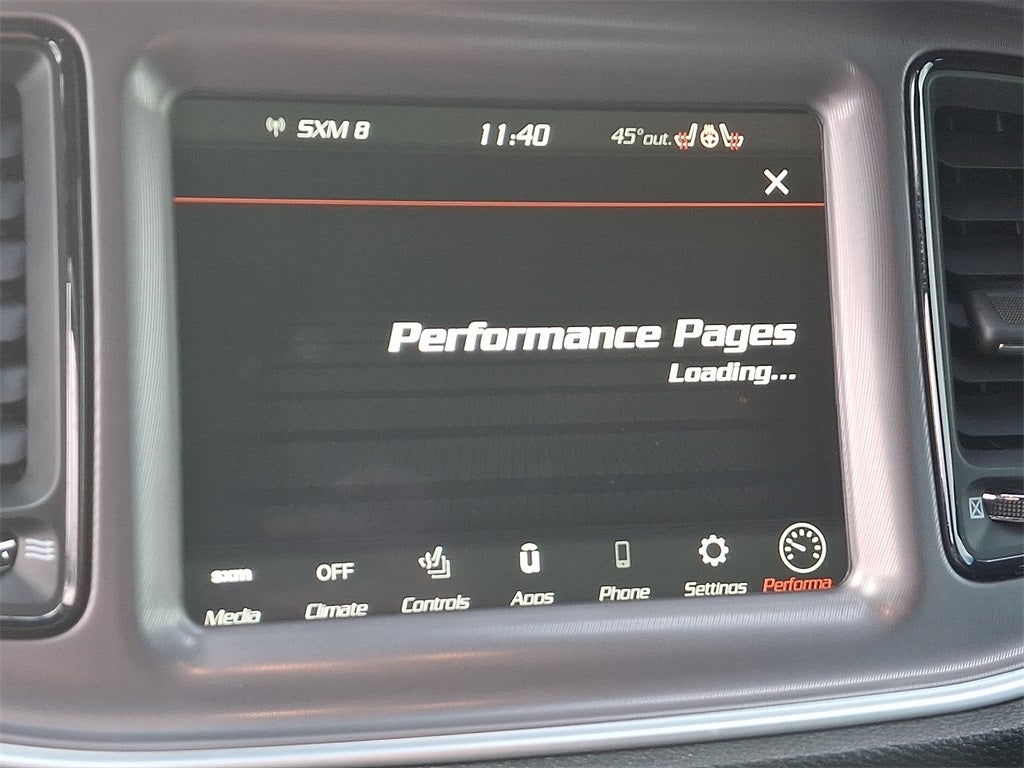 SXM 8 11:40 45°out.
X
Performance Pages
Loading...
sxm OFF ū
Media Climate Controls Apps Phone Settings Performa